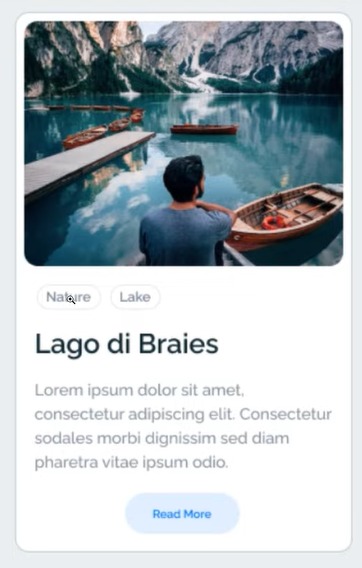 Nature
Lake
Lago di Braies
Lorem ipsum dolor sit amet,
consectetur adipiscing elit. Consectetur
sodales morbi dignissim sed diam
pharetra vitae ipsum odio.
Read More